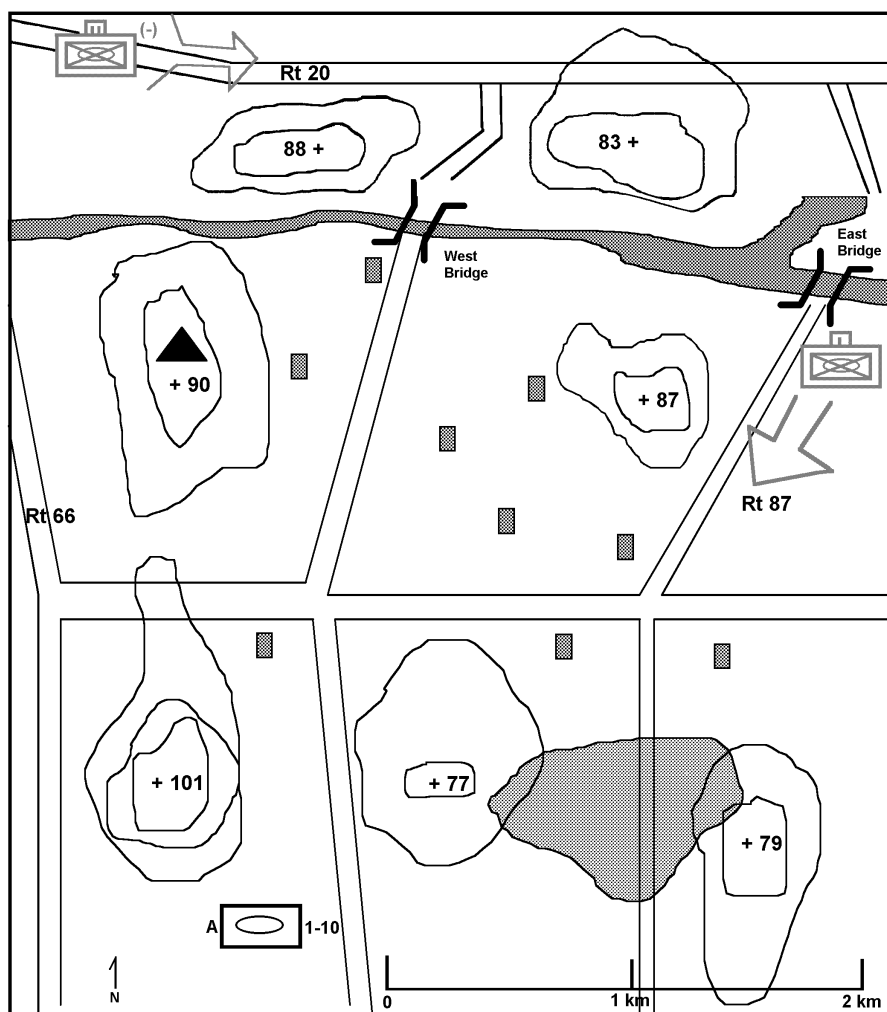 (-)
Rt 20
88 +
83 +
East
Bridge
West
Bridge
+ 90
+ 87
Rt 87
Rt 66
+ 101
+ 77
+ 79
A
1-10
N
0
1 km
2 km